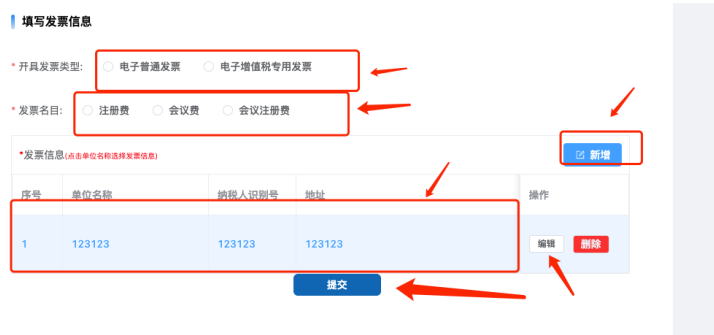 填写发票信息
* 开具发票类型: 电子普通发票 电子增值税专用发票
* 发票名目: 注册费 会议费 会议注册费
*发票信息(点击单位名称选择发票信息) 新增
序号 单位名称 纳税人识别号 地址 操作
1 123123 123123 123123 编辑 删除
提交